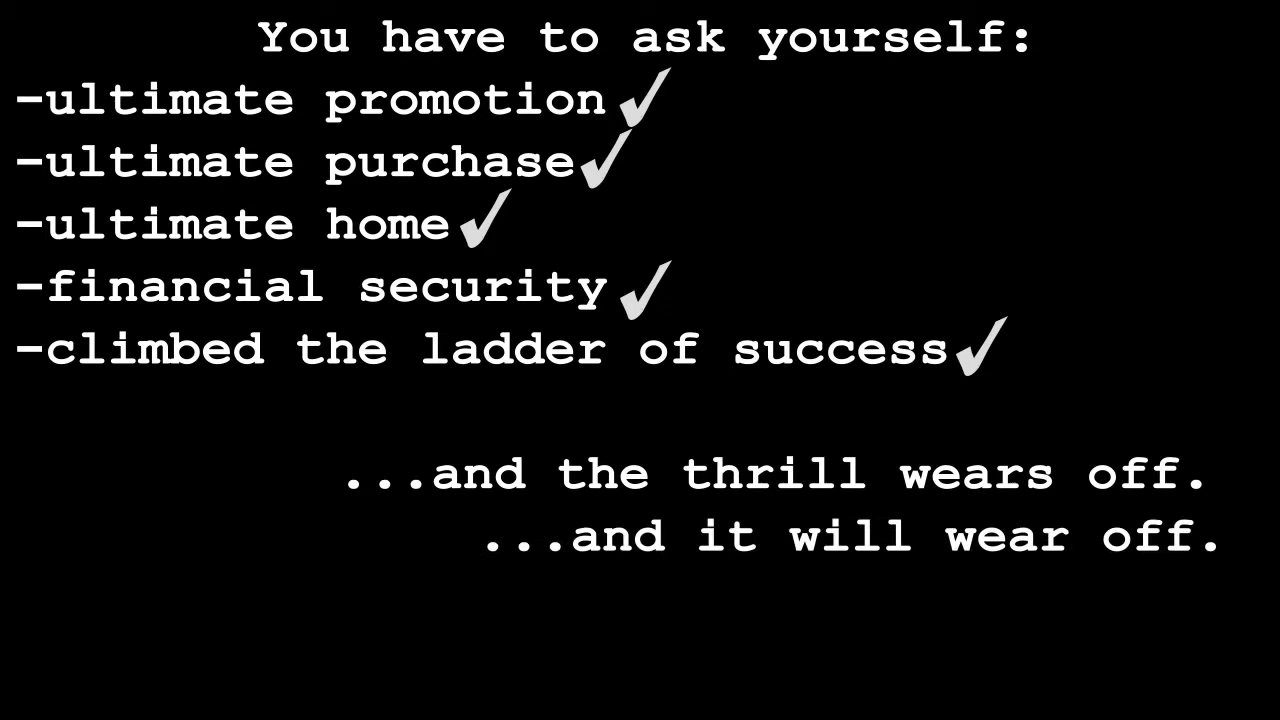 You have to ask yourself:
-ultimate promotion✓
-ultimate purchase✓
-ultimate home✓
-financial security✓
-climbed the ladder of success✓
...and the thrill wears off.
...and it will wear off.